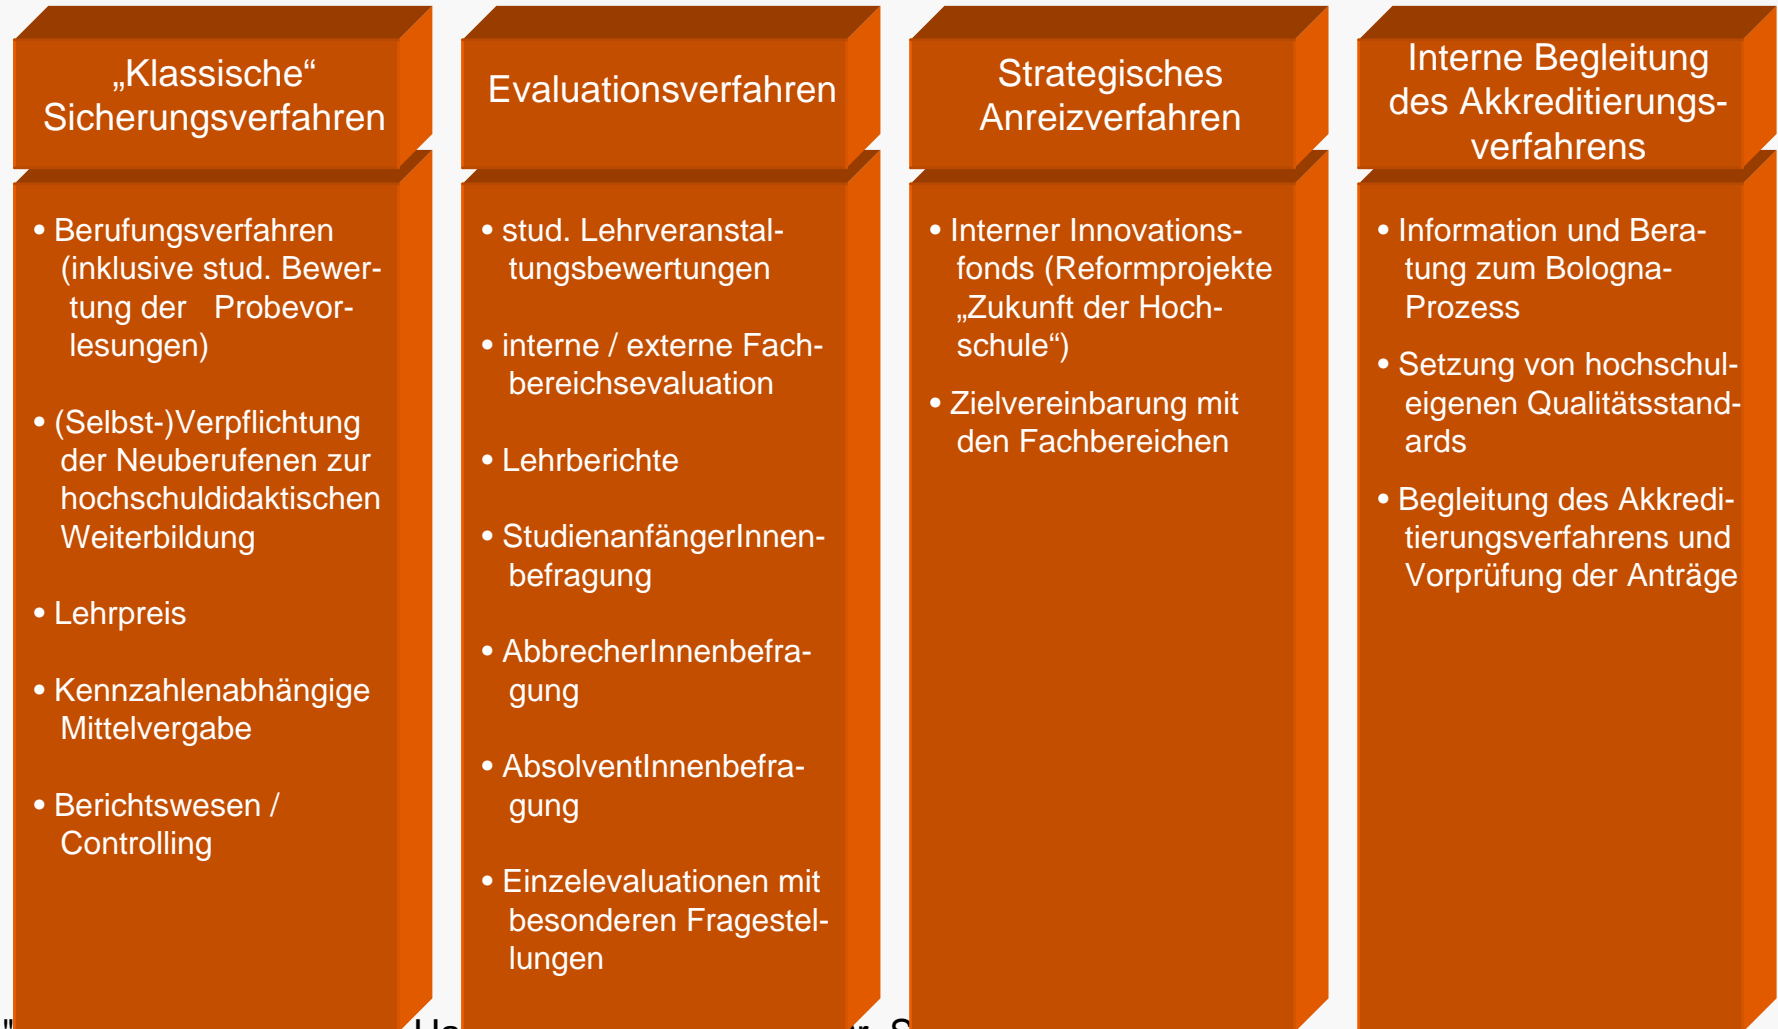 „Klassische“
Sicherungsverfahren
• Berufungsverfahren
(inklusive stud. Bewer-
tung der Probevor-
lesungen)
• (Selbst-)Verpflichtung
der Neuberufenen zur
hochschuldidaktischen
Weiterbildung
• Lehrpreis
• Kennzahlenabhängige
Mittelvergabe
• Berichtswesen /
Controlling
Evaluationsverfahren
• stud. Lehrveranstal-
tungsbewertungen
• interne / externe Fach-
bereichsevaluation
• Lehrberichte
• StudienanfängerInnen-
befragung
• AbbrecherInnenbefra-
gung
• AbsolventInnenbefra-
gung
• Einzelevaluationen mit
besonderen Fragestel-
lungen
Strategisches
Anreizverfahren
• Interner Innovations-
fonds (Reformprojekte
„Zukunft der Hoch-
schule“)
• Zielvereinbarung mit
den Fachbereichen
Interne Begleitung
des Akkreditierungs-
verfahrens
• Information und Bera-
tung zum Bologna-
Prozess
• Setzung von hochschul-
eigenen Qualitätsstand-
ards
• Begleitung des Akkredi-
tierungsverfahrens und
Vorprüfung der Anträge